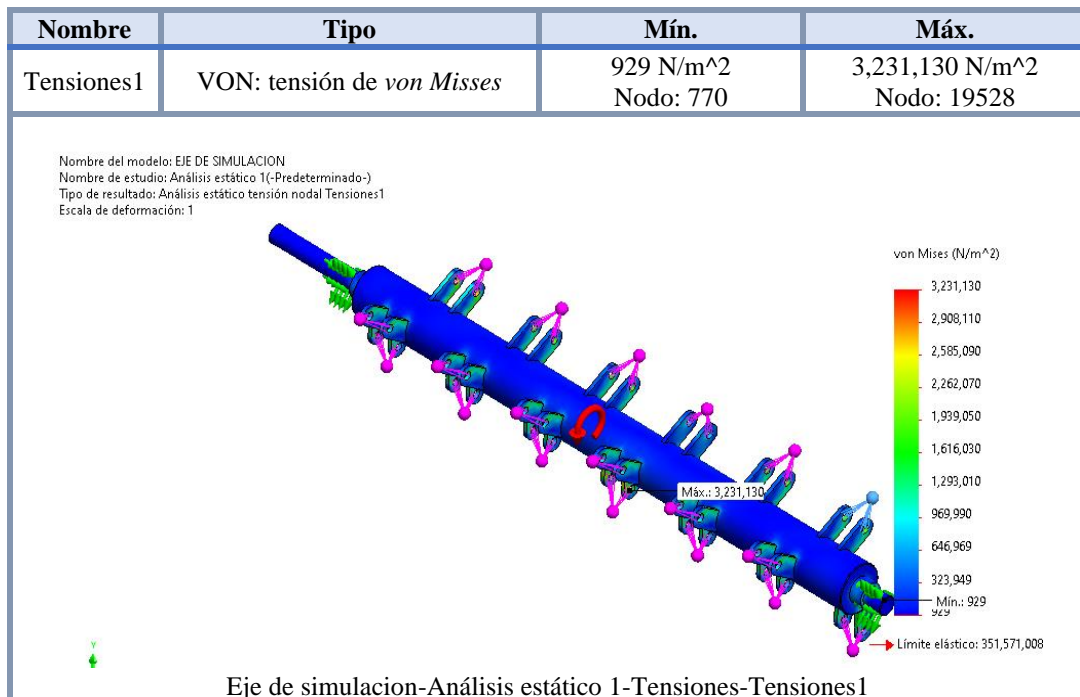 Nombre Tipo Mín. Máx.
Tensiones1 VON: tensión de von Misses 929 N/m^2 3,231,130 N/m^2
Nodo: 770 Nodo: 19528
Nombre del modelo: EJE DE SIMULACION
Nombre de estudio: Análisis estático 1(-Predeterminado-)
Tipo de resultado: Análisis estático tensión nodal Tensiones1
Escala de deformación: 1
von Mises (N/m^2)
3,231,130
2,908,110
2,585,090
2,262,070
1,939,050
1,616,030
1,293,010
969,990
646,969
323,949
929
Máx.: 3,231,130
Mín.: 929
Límite elástico: 351,571,008
Y
Eje de simulacion-Análisis estático 1-Tensiones-Tensiones1